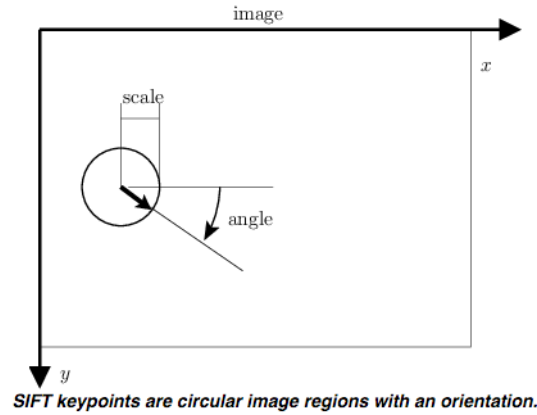 image
x
scale
angle
y
SIFT keypoints are circular image regions with an orientation.